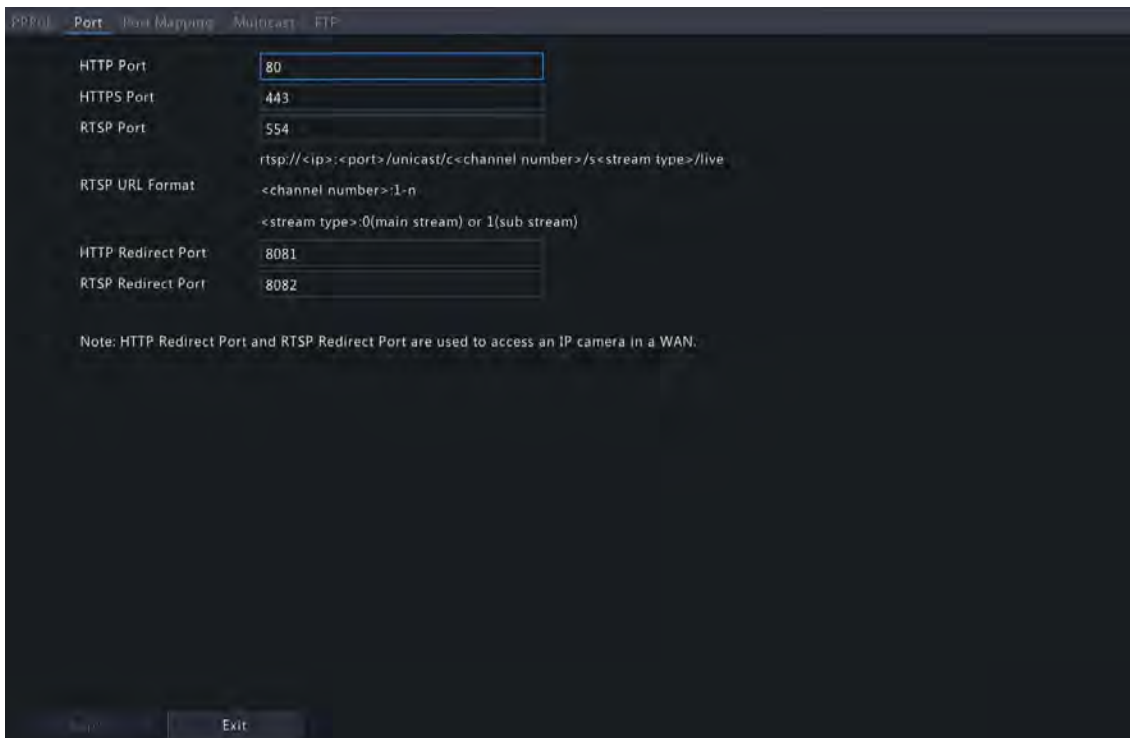 PPPoE Port Port Mapping Multicast FTP
HTTP Port 80
HTTPS Port 443
RTSP Port 554
rtsp://<ip>:<port>/unicast/c<channel number>/s<stream type>/live
RTSP URL Format
<channel number>:1-n
<stream type>:0(main stream) or 1(sub stream)
HTTP Redirect Port 8081
RTSP Redirect Port 8082
Note: HTTP Redirect Port and RTSP Redirect Port are used to access an IP camera in a WAN.
Exit